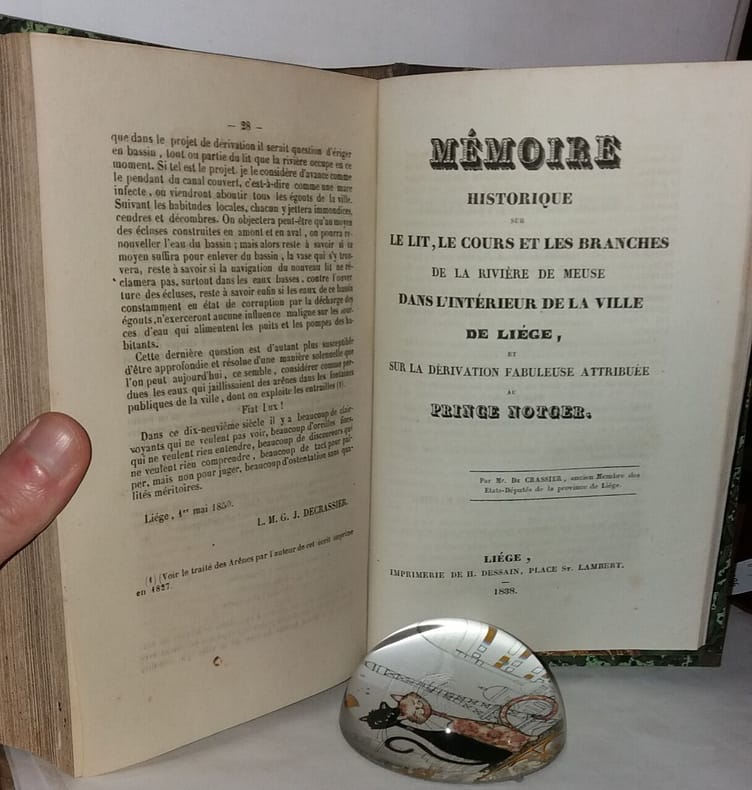 — 28 —
que dans le projet de dérivation il serait question d'ériger
en bassin, tout ou partie du lit que la rivière occupe en ce
moment. Si tel est le projet, je le considère d'avance comme
le pendant du canal couvert, c'est-à-dire comme une mare
infecte, où viendront aboutir tous les égouts de la ville.
Suivant les habitudes locales, chacun y jettera immondices,
cendres et décombres. On objectera peut-être qu'au moyen
des écluses construites en amont et en aval, on pourra re-
nouveller l'eau du bassin; mais alors reste à savoir si ce
moyen suffira pour enlever du bassin, la vase qui s'y trou-
vera, reste à savoir si la navigation du nouveau lit ne ré-
clamera pas, surtout dans les eaux basses, contre l'ouver
ture des écluses, reste à savoir enfin si les eaux de ce bassin
constamment en état de corruption par la décharge des
égouts, n'exerceront aucune influence maligne sur les sour-
ces d'eau qui alimentent les puits et les pompes des ha-
bitants.
Cette dernière question est d'autant plus susceptible
d'être approfondie et résolue d'une manière solennelle que
l'on peut aujourd'hui, ce semble, considérer comme per-
dues les eaux qui jaillissaient des arènes dans les fontaines
publiques de la ville, dont on exploite les entrailles (1).
Fiat lux!
Dans ce dix-neuvième siècle il y a beaucoup de clair-
voyants qui ne veulent pas voir, beaucoup d'oreilles fines,
qui ne veulent rien entendre, beaucoup de discoureurs qui
ne veulent rien comprendre, beaucoup de tact pour pal-
per, mais non pour juger, beaucoup d'ostentation sans qua-
lités méritoires.
Liége, 1er mai 1850.
L. M. G. J. DECRASSIER.
(1) (Voir le traité des Arènes par l'auteur de cet écrit imprimé
en 1827.
MÉMOIRE
HISTORIQUE
SUR
LE LIT, LE COURS ET LES BRANCHES
DE LA RIVIÈRE DE MEUSE
DANS L'INTÉRIEUR DE LA VILLE
DE LIÉGE,
ET
SUR LA DÉRIVATION FABULEUSE ATTRIBUÉE
AU
PRINCE NOTGER.
Par Mr. De CRASSIER, ancien Membre des
Etats-Députés de la province de Liége.
LIÉGE,
IMPRIMERIE DE H. DESSAIN, PLACE St. LAMBERT.
1838.